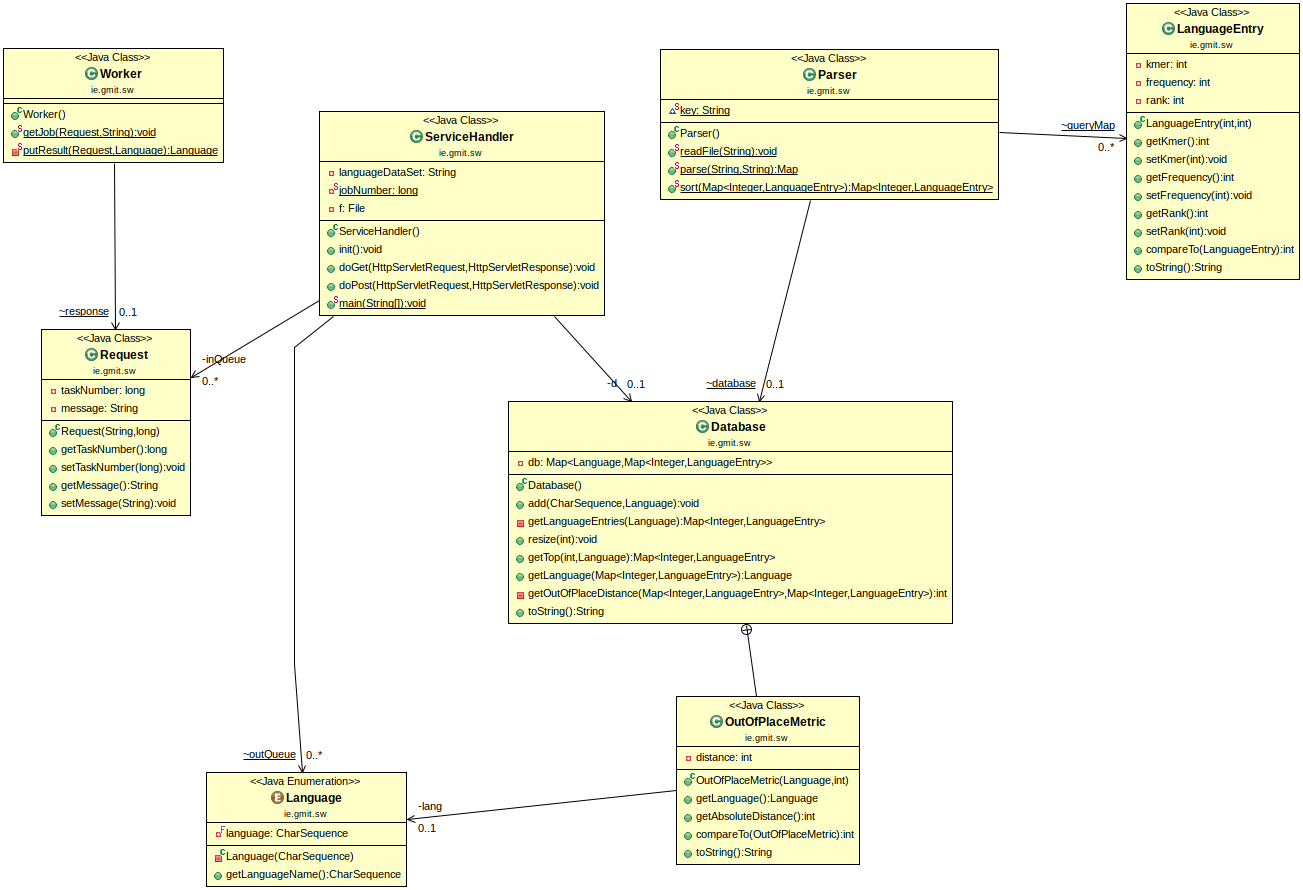 <<Java Class>>
Worker
ie.gmit.sw
Worker()
getJob(Request,String):void
putResult(Request,Language):Language
<<Java Class>>
ServiceHandler
ie.gmit.sw
languageDataSet: String
jobNumber: long
f: File
ServiceHandler()
init():void
doGet(HttpServletRequest,HttpServletResponse):void
doPost(HttpServletRequest,HttpServletResponse):void
main(String[]):void
<<Java Class>>
Parser
ie.gmit.sw
key: String
Parser()
readFile(String):void
parse(String,String):Map
sort(Map<Integer,LanguageEntry>):Map<Integer,LanguageEntry>
~queryMap
0..*
<<Java Class>>
LanguageEntry
ie.gmit.sw
kmer: int
frequency: int
rank: int
LanguageEntry(int,int)
getKmer():int
setKmer(int):void
getFrequency():int
setFrequency(int):void
getRank():int
setRank(int):void
compareTo(LanguageEntry):int
toString():String
~response 0..1
<<Java Class>>
Request
ie.gmit.sw
taskNumber: long
message: String
Request(String,long)
getTaskNumber():long
setTaskNumber(long):void
getMessage():String
setMessage(String):void
-inQueue
0..*
-d 0..1
~database 0..1
<<Java Class>>
Database
ie.gmit.sw
db: Map<Language,Map<Integer,LanguageEntry>>
Database()
add(CharSequence,Language):void
getLanguageEntries(Language):Map<Integer,LanguageEntry>
resize(int):void
getTop(int,Language):Map<Integer,LanguageEntry>
getLanguage(Map<Integer,LanguageEntry>):Language
getOutOfPlaceDistance(Map<Integer,LanguageEntry>,Map<Integer,LanguageEntry>):int
toString():String
<<Java Class>>
OutOfPlaceMetric
ie.gmit.sw
distance: int
OutOfPlaceMetric(Language,int)
getLanguage():Language
getAbsoluteDistance():int
compareTo(OutOfPlaceMetric):int
toString():String
~outQueue 0..*
<<Java Enumeration>>
Language
ie.gmit.sw
language: CharSequence
Language(CharSequence)
getLanguageName():CharSequence
-lang
0..1